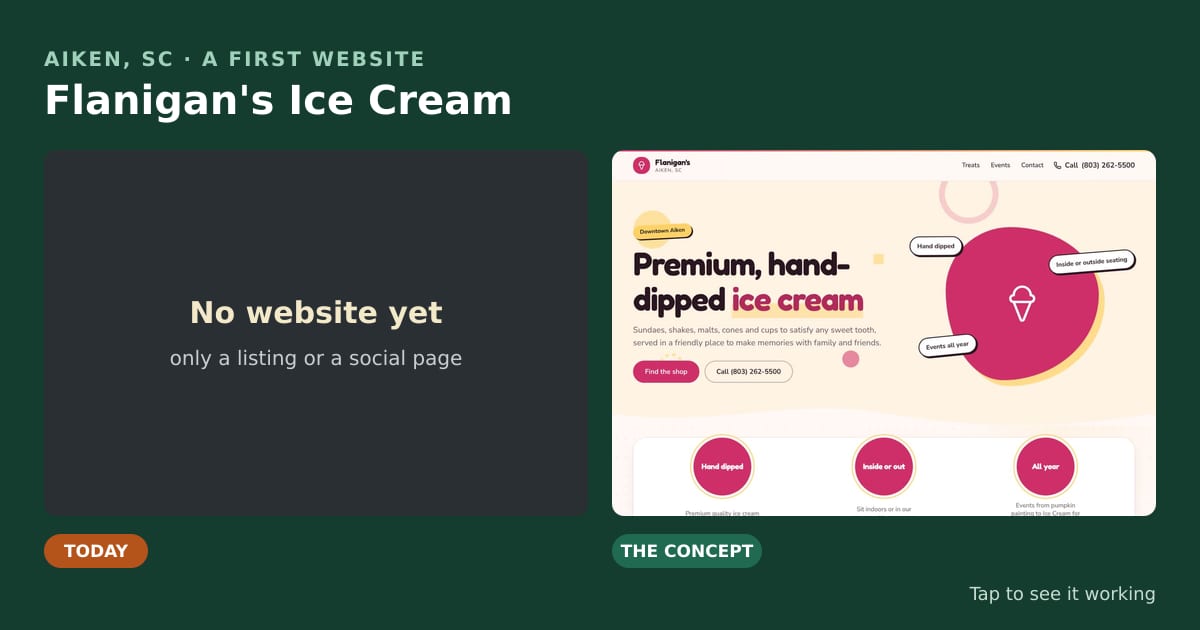 AIKEN, SC · A FIRST WEBSITE
Flanigan's Ice Cream
No website yet
only a listing or a social page
TODAY
Flanigan's
AIKEN, SC
Treats
Events
Contact
Call (803) 262-5500
Downtown Aiken
Premium, hand-
dipped ice cream
Sundaes, shakes, malts, cones and cups to satisfy any sweet tooth,
served in a friendly place to make memories with family and friends.
Find the shop
Call (803) 262-5500
Hand dipped
Inside or outside seating
Events all year
Hand dipped
Premium quality ice cream
Inside or out
Sit indoors or in our
All year
Events from pumpkin
painting to Ice Cream for
THE CONCEPT
Tap to see it working